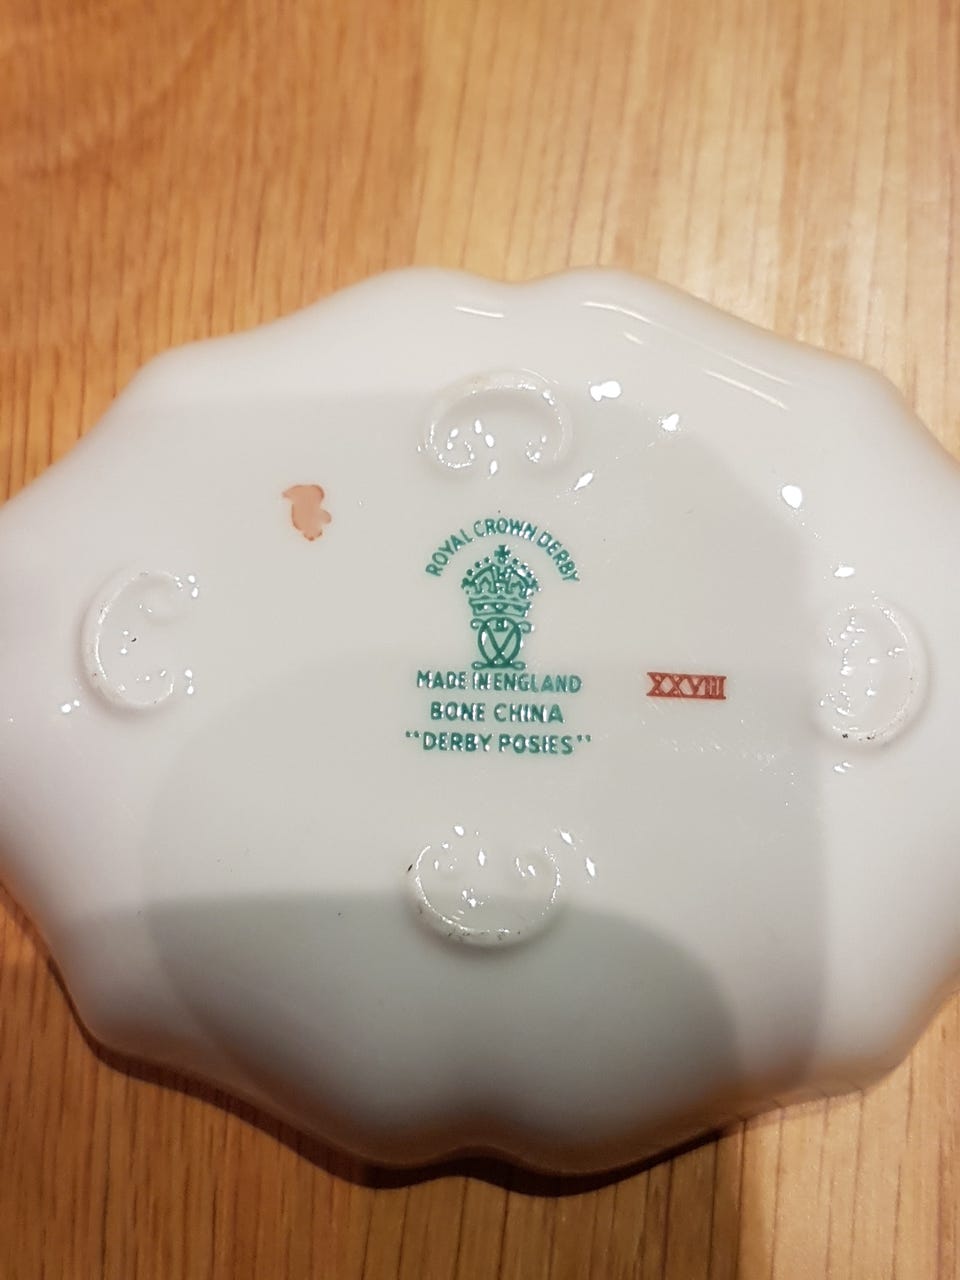 ROYAL CROWN DERBY
MADE IN ENGLAND
XXVIII
BONE CHINA
"DERBY POSIES"